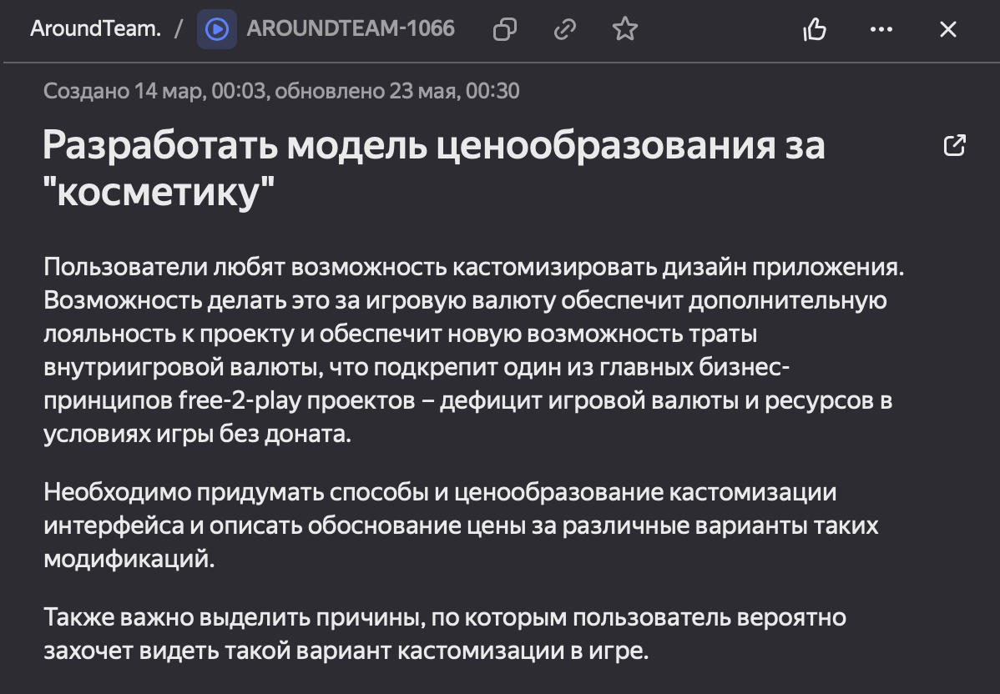 AroundTeam. / AROUNDTEAM-1066
Создано 14 мар, 00:03, обновлено 23 мая, 00:30
Разработать модель ценообразования за
"косметику"
Пользователи любят возможность кастомизировать дизайн приложения.
Возможность делать это за игровую валюту обеспечит дополнительную
лояльность к проекту и обеспечит новую возможность траты
внутриигровой валюты, что подкрепит один из главных бизнес-
принципов free-2-play проектов – дефицит игровой валюты и ресурсов в
условиях игры без доната.
Необходимо придумать способы и ценообразование кастомизации
интерфейса и описать обоснование цены за различные варианты таких
модификаций.
Также важно выделить причины, по которым пользователь вероятно
захочет видеть такой вариант кастомизации в игре.